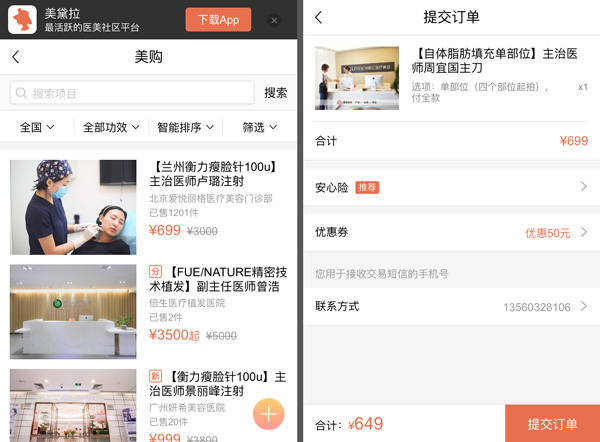 美黛拉
最活跃的医美社区平台
下载App
美购
搜索项目
搜索
全国
全部功效
智能排序
筛选
【兰州衡力瘦脸针100u】
主治医师卢璐注射
北京爱悦丽格医疗美容门诊部
已售1201件
¥699 ¥3000
分 【FUE/NATURE精密技
术植发】副主任医师曾浩
倍生医疗植发医院
已售2件
¥3500起 ¥5000
新 【衡力瘦脸针100u】主
治医师景丽峰注射
广州妍希美容医院
已售20件
¥999 ¥3800
提交订单
【自体脂肪填充单部位】主治医
师周宜国主刀
选项：单部位（四个部位起拍），
付全款
x1
合计
¥699
安心险 推荐
优惠券
优惠50元
您用于接收交易短信的手机号
联系方式
13560328106
合计：¥649
提交订单